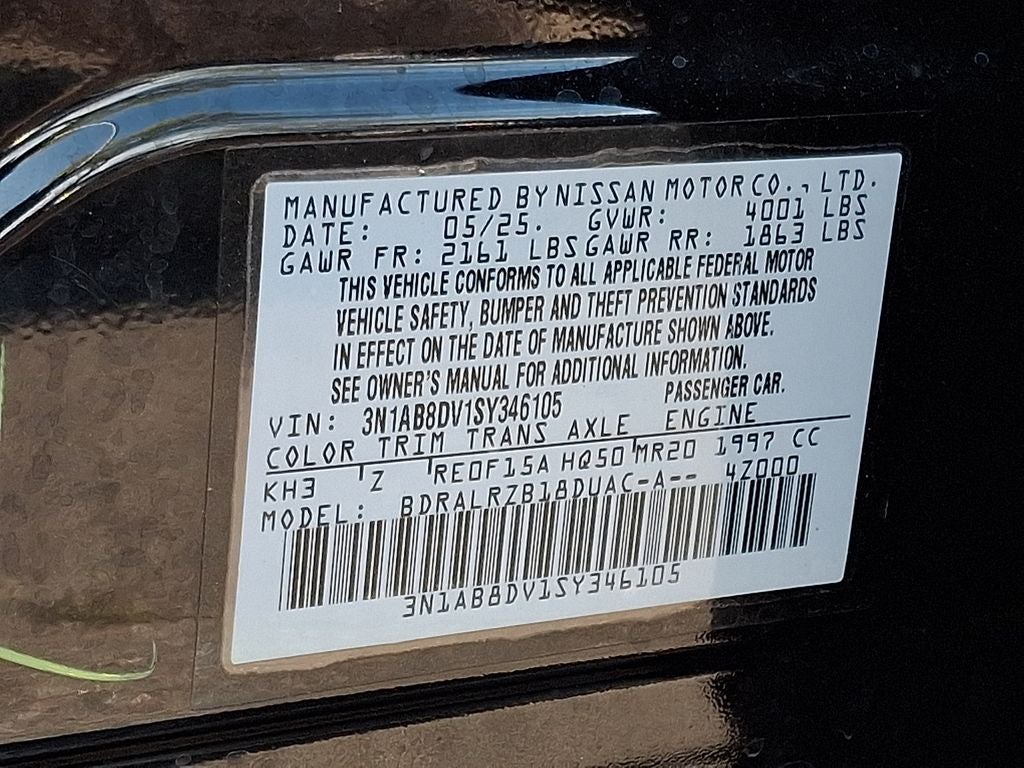 MANUFACTURED BY NISSAN MOTOR CO., LTD.
DATE: 05/25. GVWR: 4001 LBS
GAWR FR: 2161 LBS GAWR RR: 1863 LBS
THIS VEHICLE CONFORMS TO ALL APPLICABLE FEDERAL MOTOR
VEHICLE SAFETY, BUMPER AND THEFT PREVENTION STANDARDS
IN EFFECT ON THE DATE OF MANUFACTURE SHOWN ABOVE.
SEE OWNER'S MANUAL FOR ADDITIONAL INFORMATION.
VIN: 3N1AB8DV1SY346105 PASSENGER CAR.
COLOR TRIM TRANS AXLE ENGINE
KH3 Z RE0F15A HQ50 MR20 1997 CC
MODEL: BDRALRZB18DUAC-A-- 4Z000
3N1AB8DV1SY346105